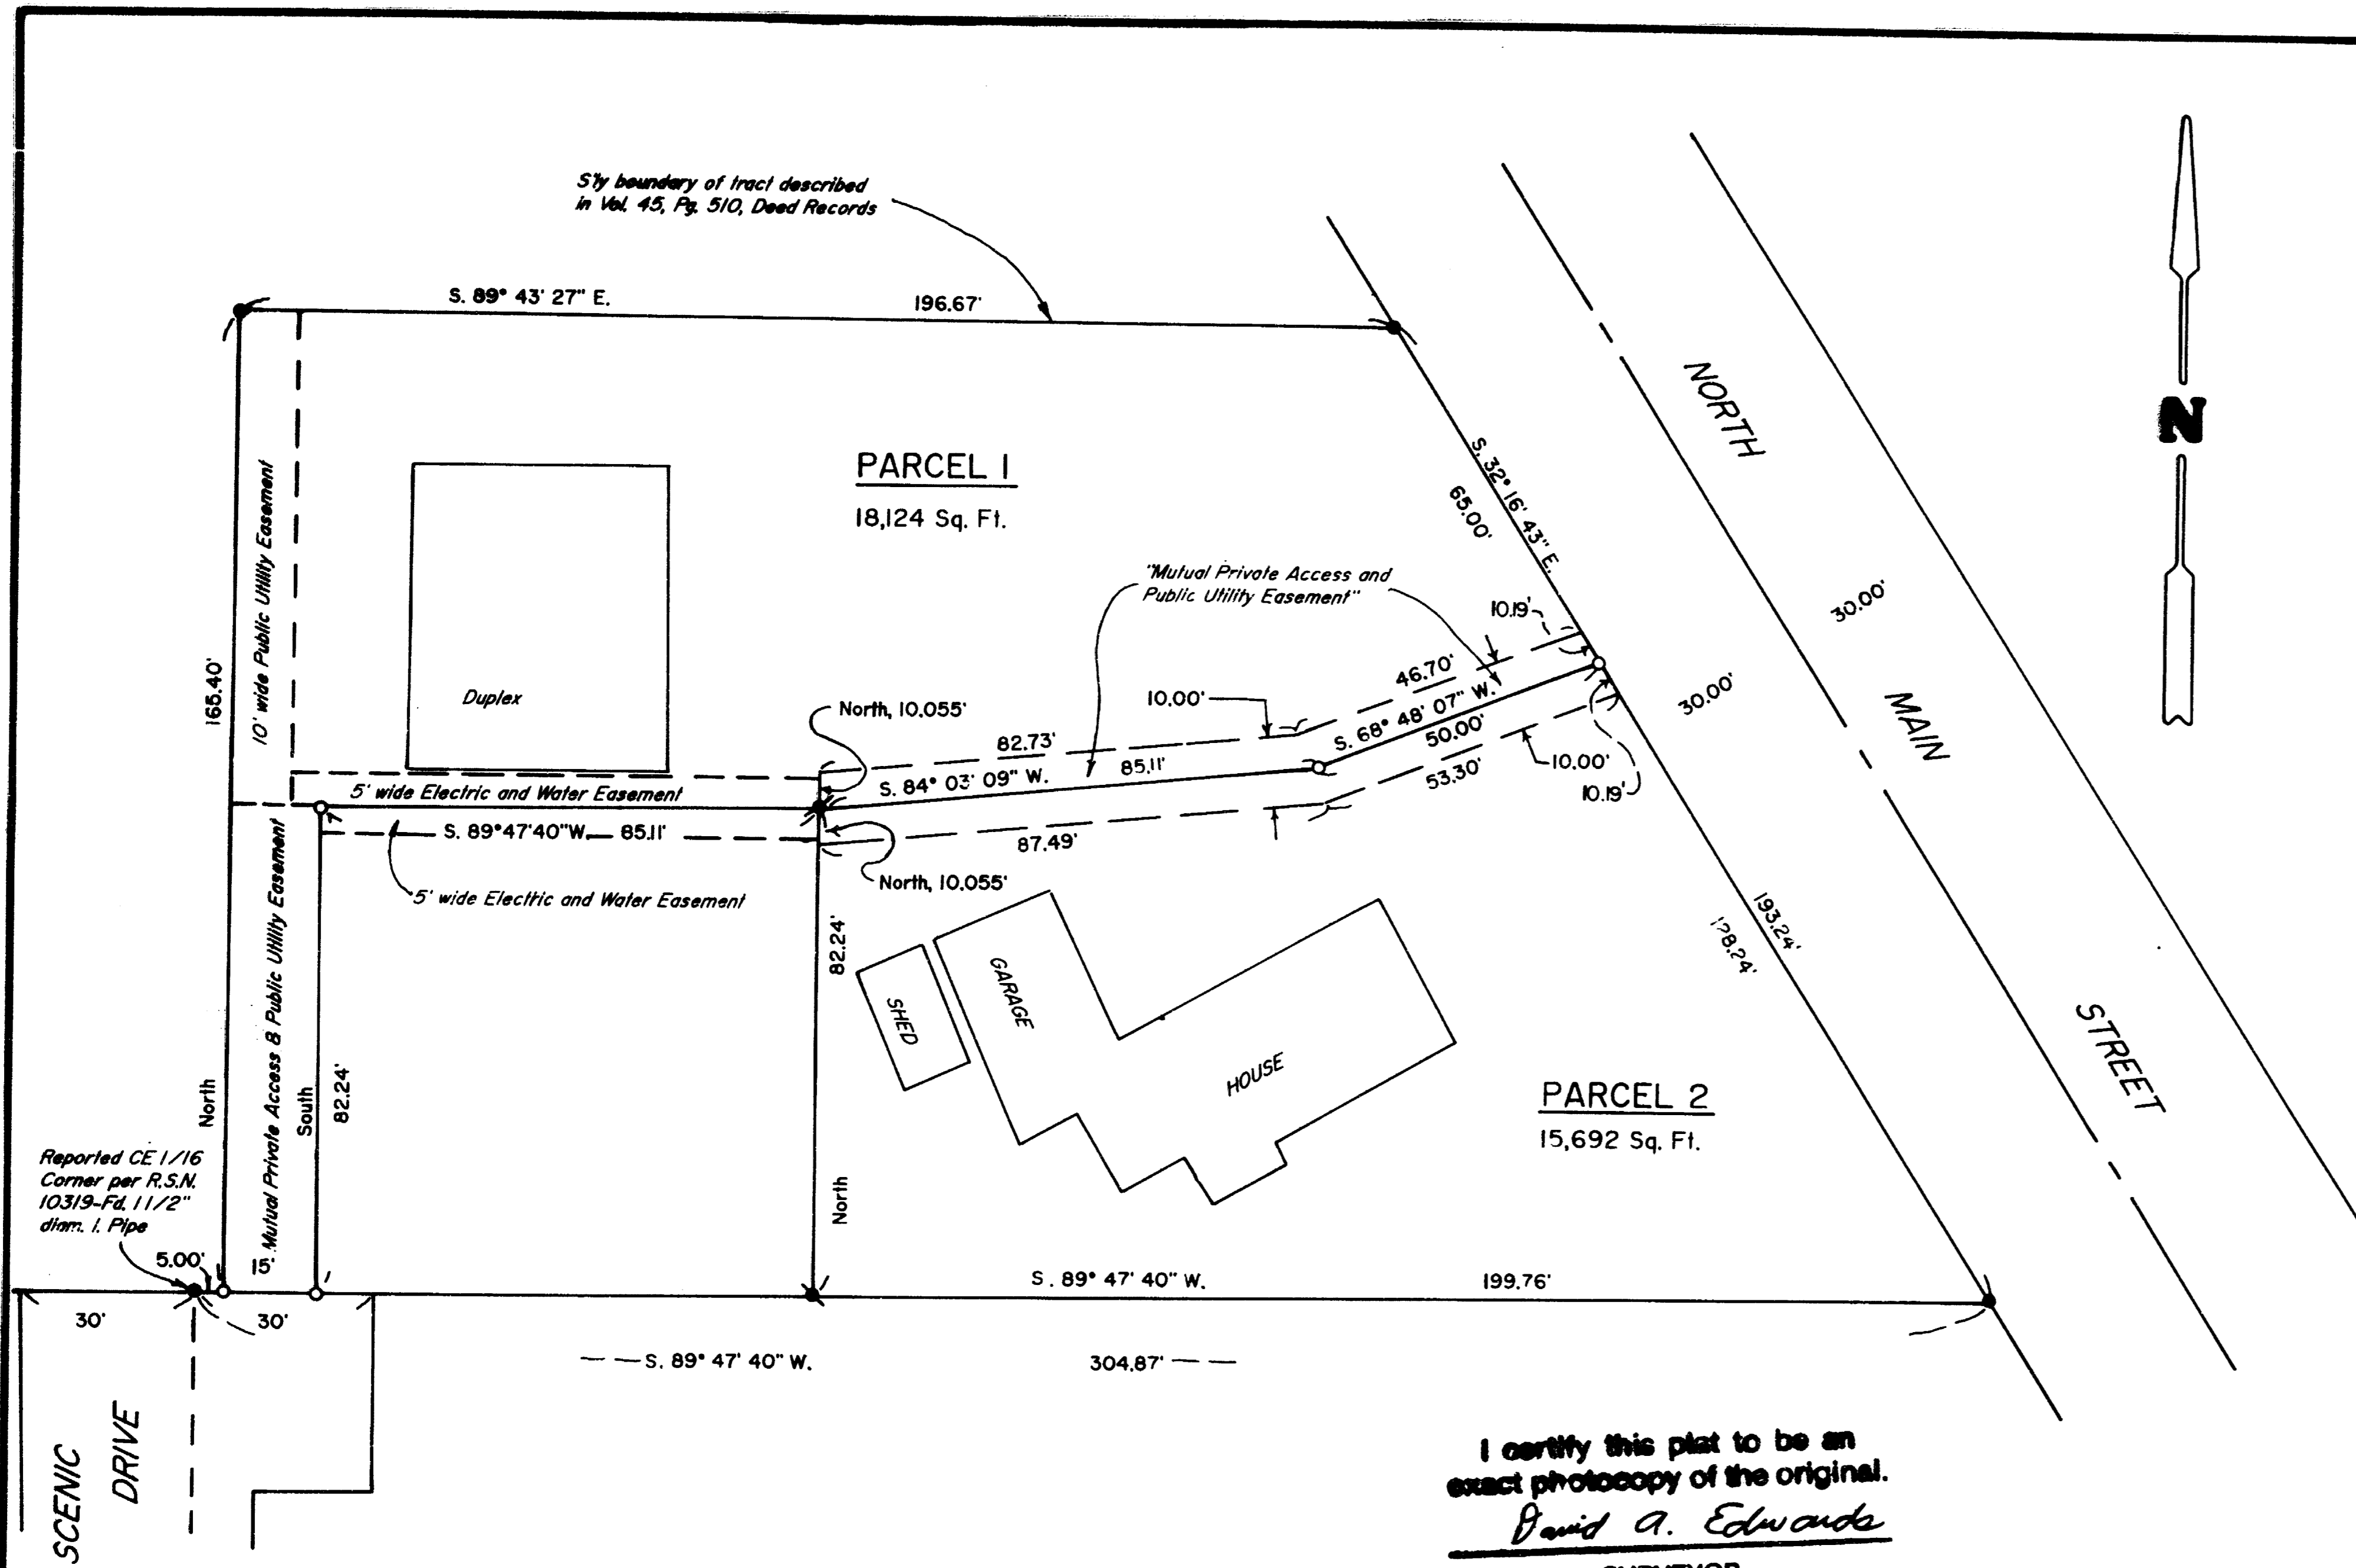 S'ly boundary of tract described
in Vol. 45, Pg. 510, Deed Records
S. 89° 43' 27" E.
196.67'
NORTH
N
PARCEL 1
18,124 Sq. Ft.
S. 32° 16' 43" E.
65.00'
10' wide Public Utility Easement
165.40'
Duplex
"Mutual Private Access and
Public Utility Easement"
10.19'
30.00'
30.00'
MAIN
North, 10.055'
10.00'
46.70'
S. 68° 48' 07" W.
50.00'
82.73'
S. 84° 03' 09" W.
85.11'
53.30'
10.00'
10.19'
5' wide Electric and Water Easement
S. 89°47'40"W.
85.11'
87.49'
North, 10.055'
5' wide Electric and Water Easement
82.24'
193.24'
GARAGE
SHED
HOUSE
STREET
PARCEL 2
15,692 Sq. Ft.
North
15' Mutual Private Access & Public Utility Easement
South
82.24'
North
Reported CE 1/16
Corner per R.S.N.
10319-Fd. 1 1/2"
diam. I. Pipe
5.00'
S. 89° 47' 40" W.
199.76'
30'
30'
S. 89° 47' 40" W.
304.87'
SCENIC
DRIVE
I certify this plat to be an
exact photocopy of the original.
David A. Edwards
SURVEYOR